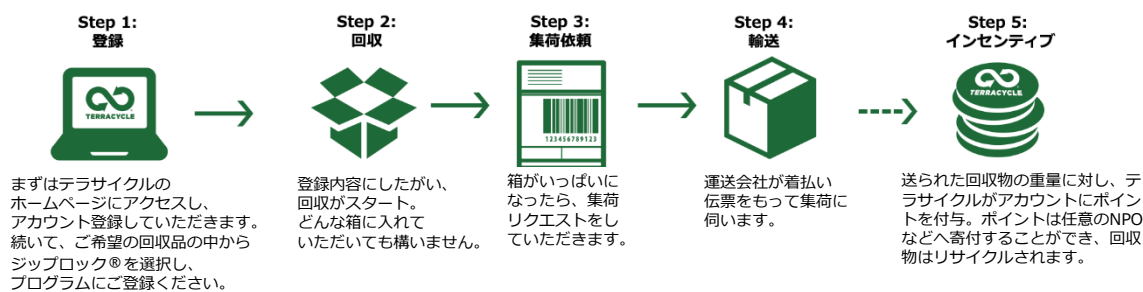 Step 1:
登録
TERRACYCLE
まずはテラサイクルの
ホームページにアクセスし、
アカウント登録していただきます。
続いて、ご希望の回収品の中から
ジップロック®を選択し、
プログラムにご登録ください。
Step 2:
回収
登録内容にしたがい、
回収がスタート。
どんな箱に入れて
いただいても構いません。
Step 3:
集荷依頼
123456789123
箱がいっぱいに
なったら、集荷
リクエストをし
ていただきます。
Step 4:
輸送
運送会社が着払い
伝票をもって集荷に
伺います。
Step 5:
インセンティブ
TERRACYCLE
送られた回収物の重量に対し、テ
ラサイクルがアカウントにポイン
トを付与。ポイントは任意のNPO
などへ寄付することができ、回収
物はリサイクルされます。